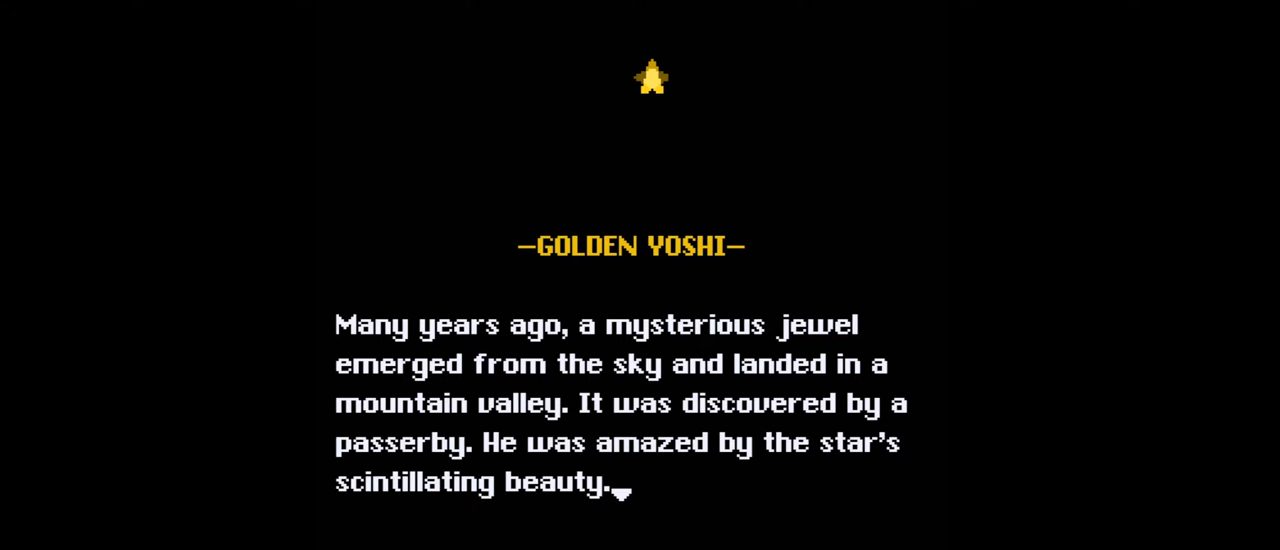 —GOLDEN YOSHI—
Many years ago, a mysterious jewel
emerged from the sky and landed in a
mountain valley. It was discovered by a
passerby. He was amazed by the star's
scintillating beauty.